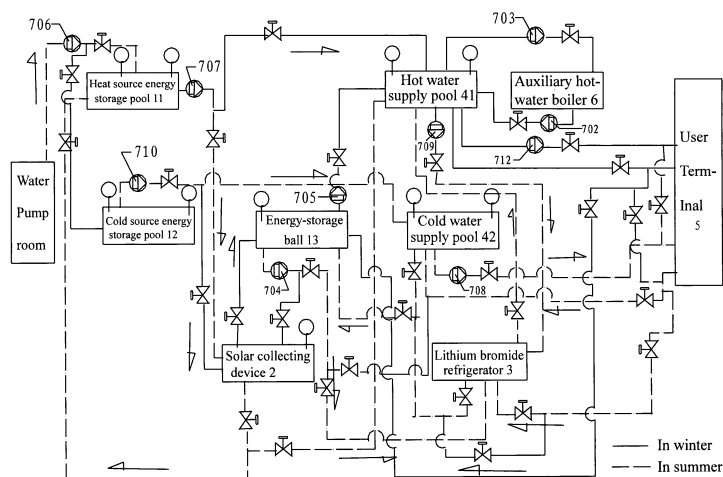 706
703
707
Heat source energy
storage pool 11
Hot water
supply pool 41
Auxiliary hot-
water boiler 6
702
709
712
User
Term-
Inal
5
710
Water
Pump
room
Cold source energy
storage pool 12
705
Energy-storage
ball 13
Cold water
supply pool 42
704
708
Solar collecting
device 2
Lithium bromide
refrigerator 3
In winter
In summer